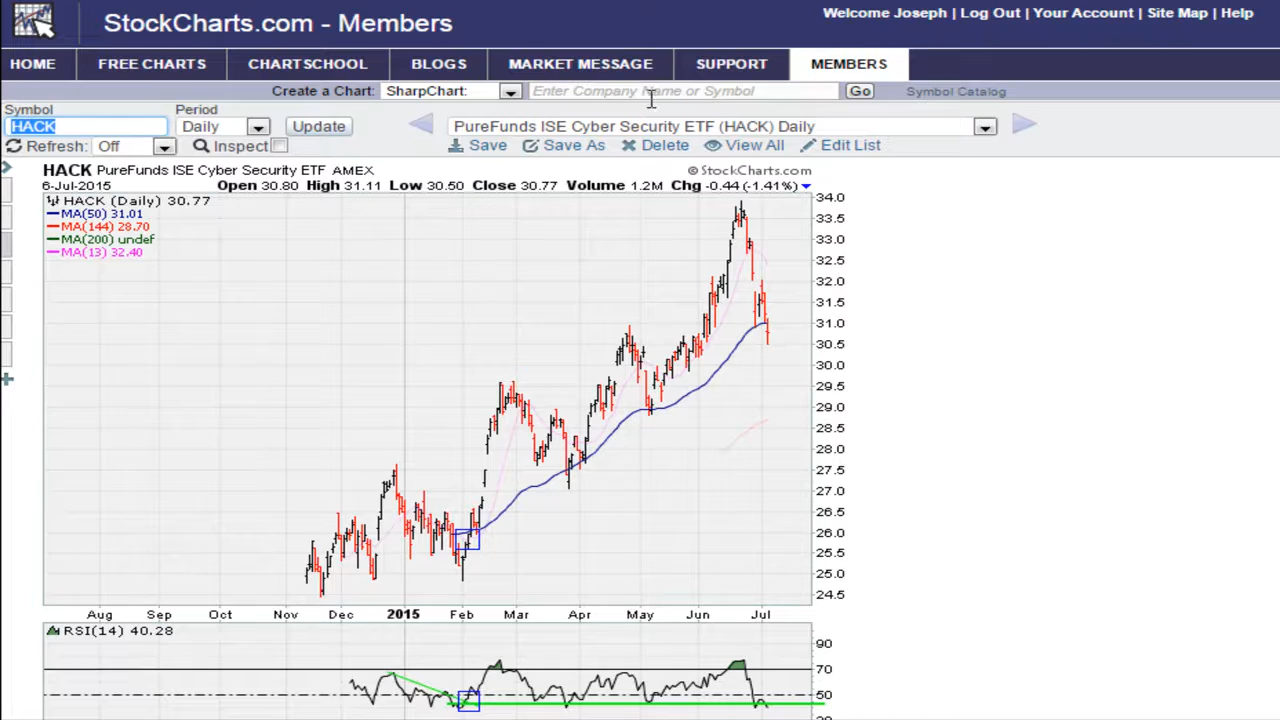 StockCharts.com - Members
Welcome Joseph | Log Out | Your Account | Site Map | Help
HOME FREE CHARTS CHARTSCHOOL BLOGS MARKET MESSAGE SUPPORT MEMBERS
Create a Chart: SharpChart: Enter Company Name or Symbol Go Symbol Catalog
Symbol Period
HACK Daily Update PureFunds ISE Cyber Security ETF (HACK) Daily
Refresh: Off Inspect Save Save As Delete View All Edit List
HACK PureFunds ISE Cyber Security ETF AMEX © StockCharts.com
6-Jul-2015 Open 30.80 High 31.11 Low 30.50 Close 30.77 Volume 1.2M Chg -0.44 (-1.41%)
HACK (Daily) 30.77
MA(50) 31.01
MA(144) 28.70
MA(200) undef
MA(13) 32.40
34.0
33.5
33.0
32.5
32.0
31.5
31.0
30.5
30.0
29.5
29.0
28.5
28.0
27.5
27.0
26.5
26.0
25.5
25.0
24.5
Aug Sep Oct Nov Dec 2015 Feb Mar Apr May Jun Jul
RSI(14) 40.28
90
70
50